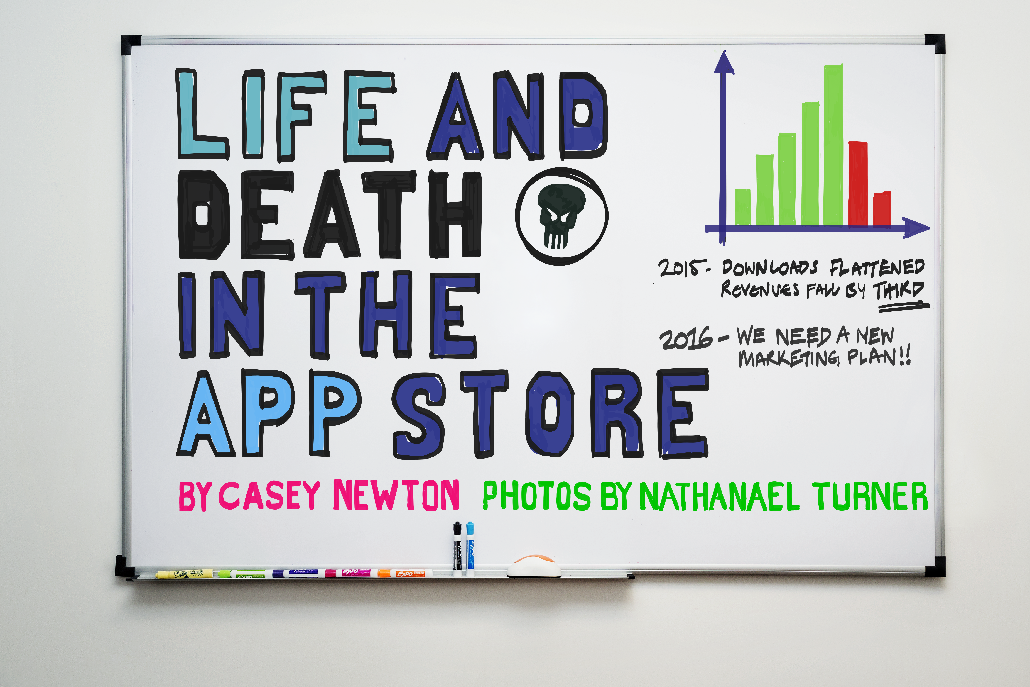 LIFE AND
DEATH
IN THE
APP STORE
BY CASEY NEWTON PHOTOS BY NATHANAEL TURNER
2015- DOWNLOADS FLATTENED
REVENUES FALL BY THIRD
2016 - WE NEED A NEW
MARKETING PLAN!!